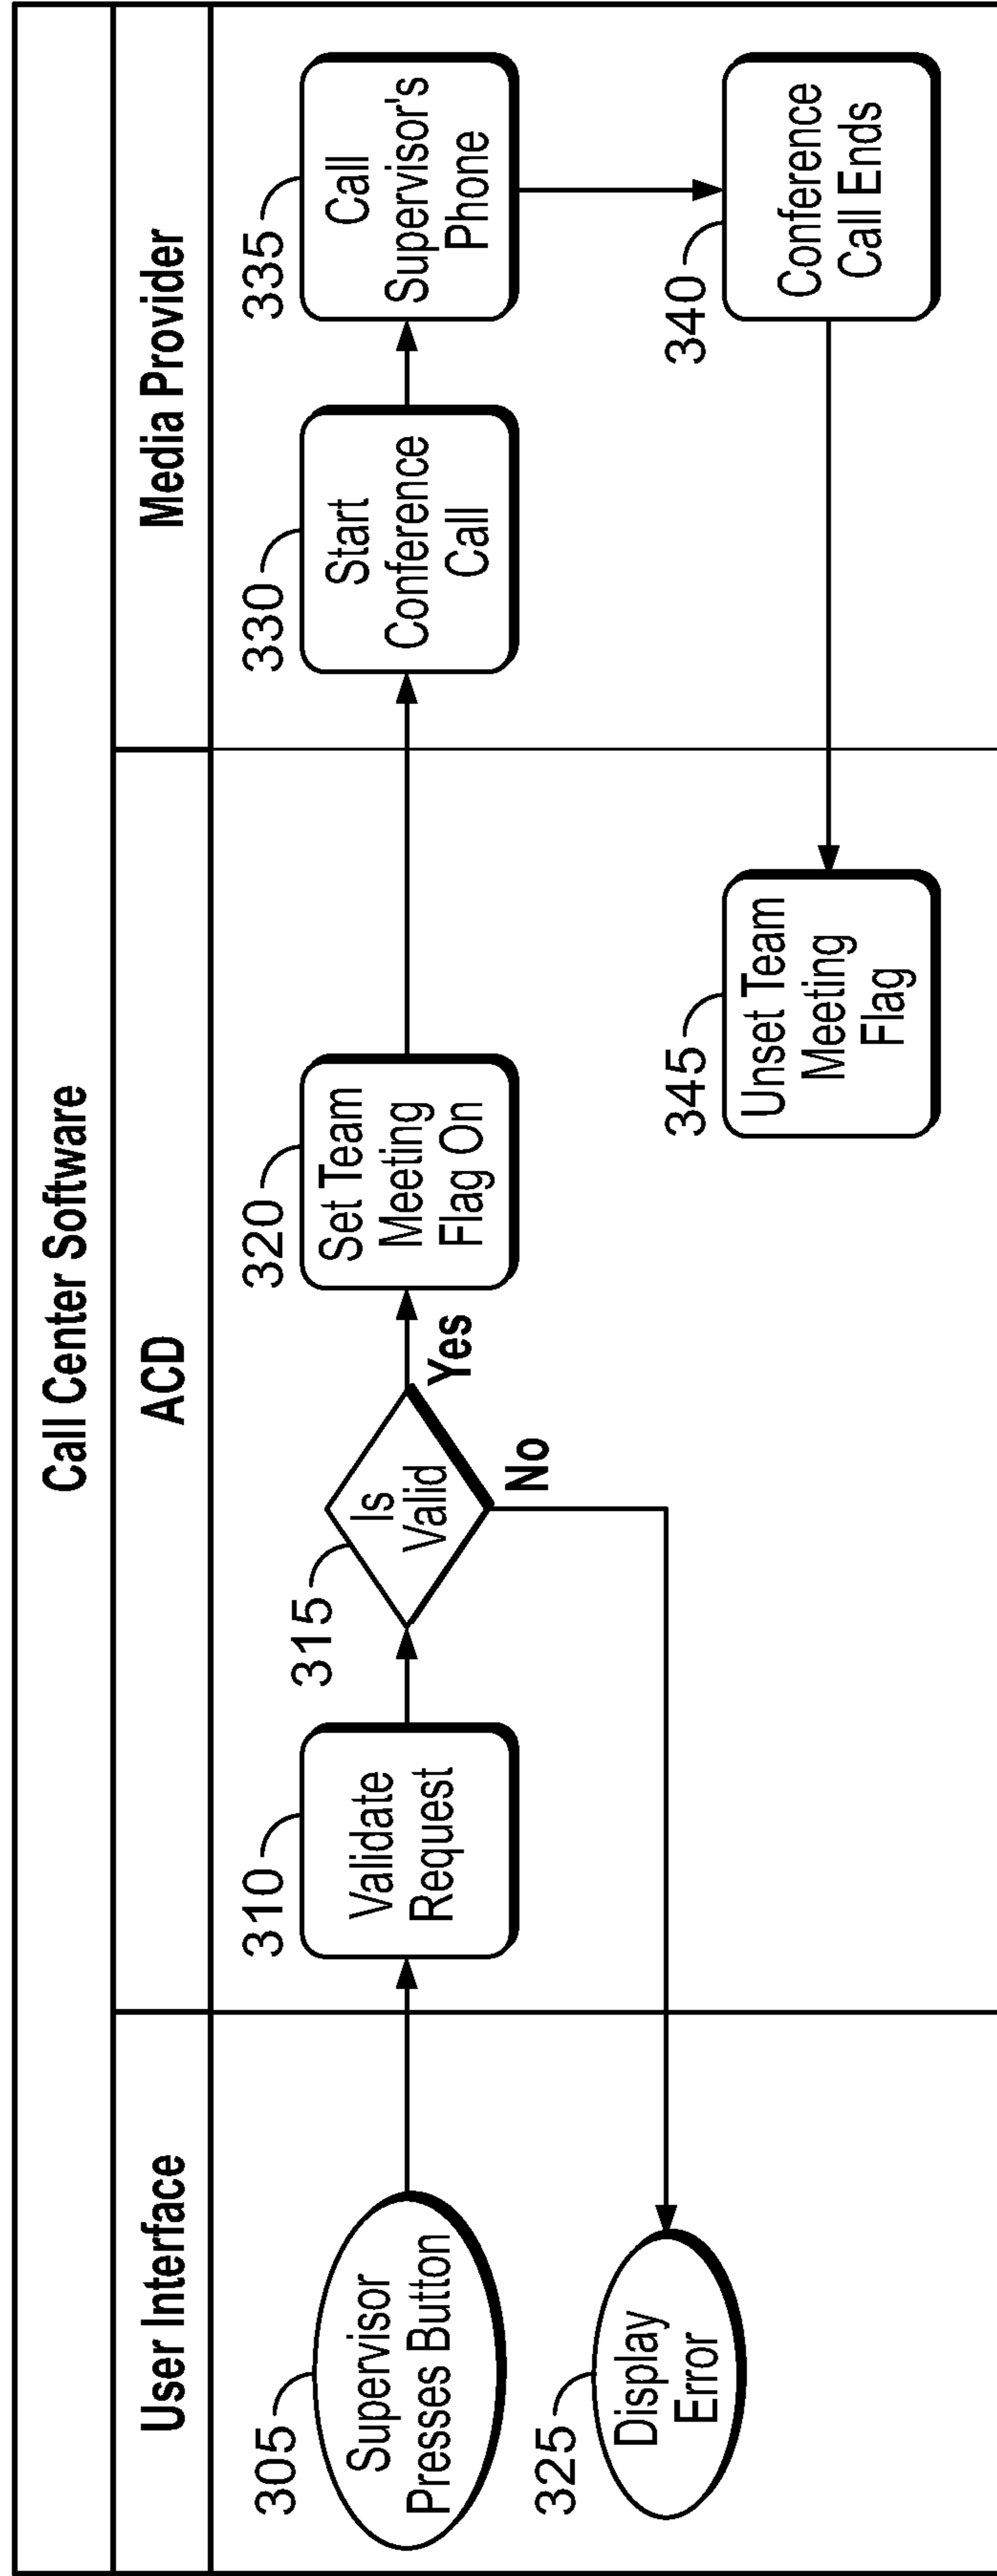 Call Center Software
User Interface
ACD
Media Provider
305
Supervisor
Presses Button
310
Validate
Request
315
Is
Valid
Yes
No
320
Set Team
Meeting
Flag On
330
Start
Conference
Call
335
Call
Supervisor's
Phone
325
Display
Error
345
Unset Team
Meeting
Flag
340
Conference
Call Ends